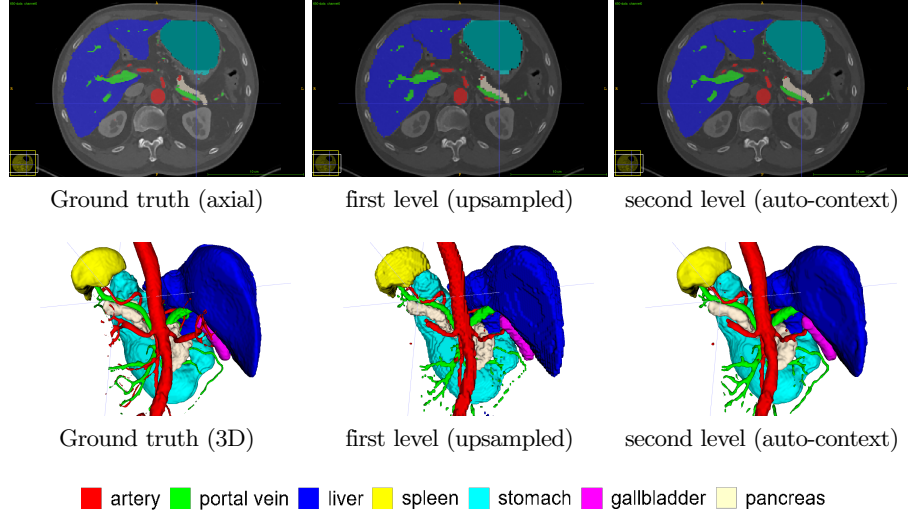 Ground truth (axial)
first level (upsampled)
second level (auto-context)
Ground truth (3D)
first level (upsampled)
second level (auto-context)
artery portal vein liver spleen stomach gallbladder pancreas